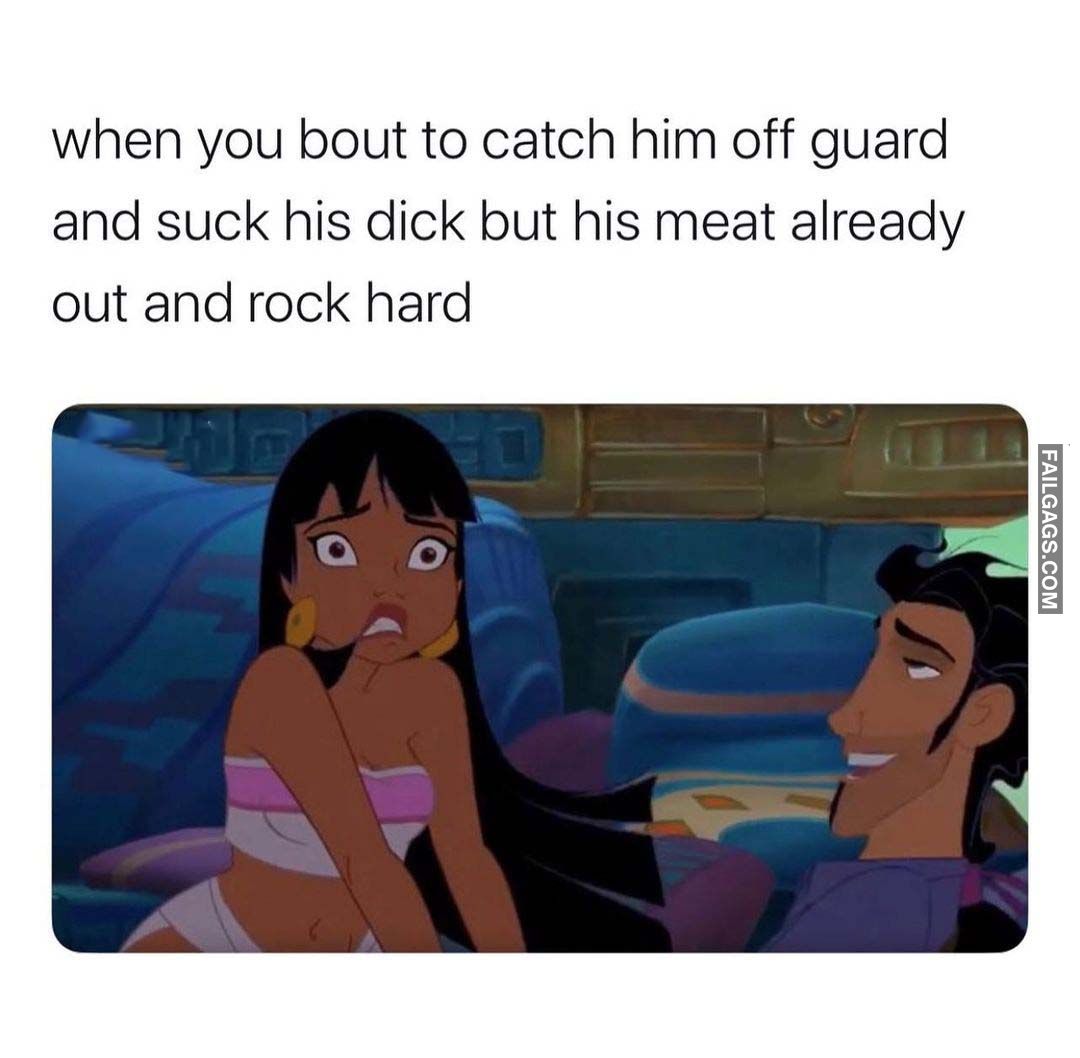 when you bout to catch him off guard
and suck his dick but his meat already
out and rock hard
FAILGAGS.COM